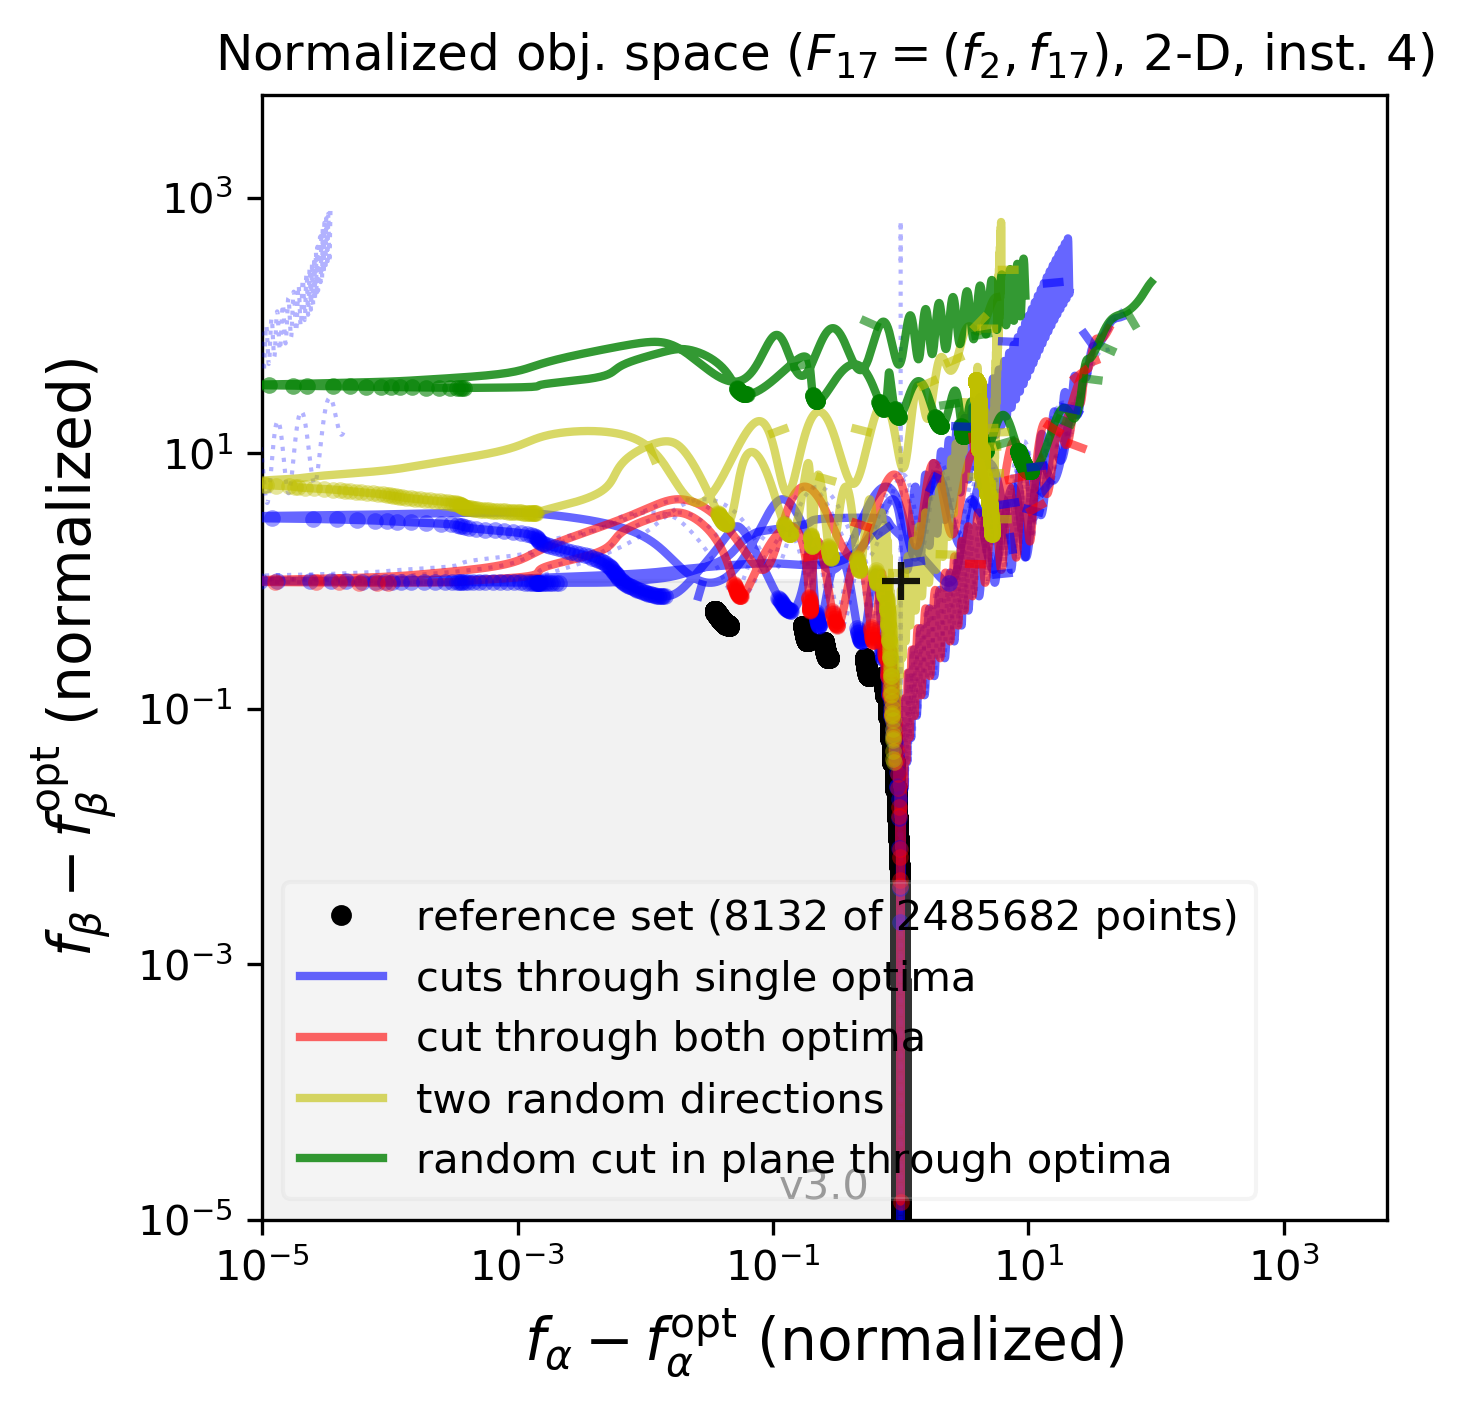 Normalized obj. space (F₁₇ = (f₂, f₁₇), 2-D, inst. 4)
10³
10¹
10⁻¹
10⁻³
10⁻⁵
f_β − f_β^opt (normalized)
reference set (8132 of 2485682 points)
cuts through single optima
cut through both optima
two random directions
random cut in plane through optima
v3.0
10⁻⁵ 10⁻³ 10⁻¹ 10¹ 10³
f_α − f_α^opt (normalized)